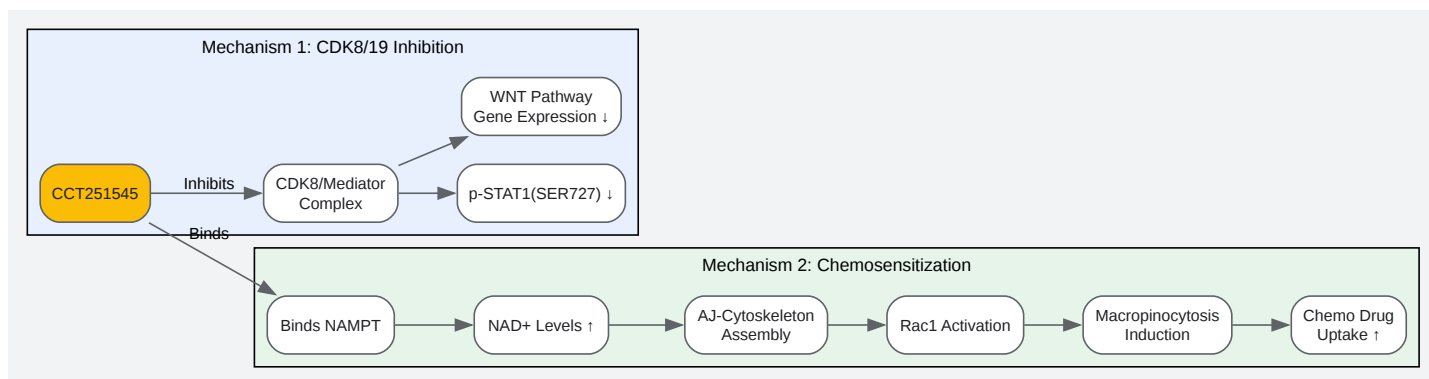 Mechanism 1: CDK8/19 Inhibition
WNT Pathway
Gene Expression ↓
CCT251545
Inhibits
CDK8/Mediator
Complex
p-STAT1(SER727) ↓
Binds
Mechanism 2: Chemosensitization
Binds NAMPT
NAD+ Levels ↑
AJ-Cytoskeleton
Assembly
Rac1 Activation
Macropinocytosis
Induction
Chemo Drug
Uptake ↑